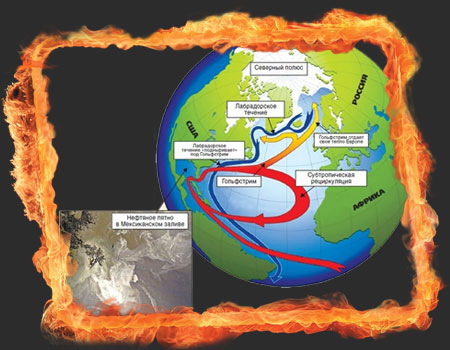 Северный полюс
РОССИЯ
Лабрадорское
течение
США
Лабрадорское
течение «подныривает»
под Гольфстрим
Гольфстрим отдает
свое тепло Европе
Гольфстрим
Субтропическая
рециркуляция
АФРИКА
Нефтяное пятно
в Мексиканском заливе